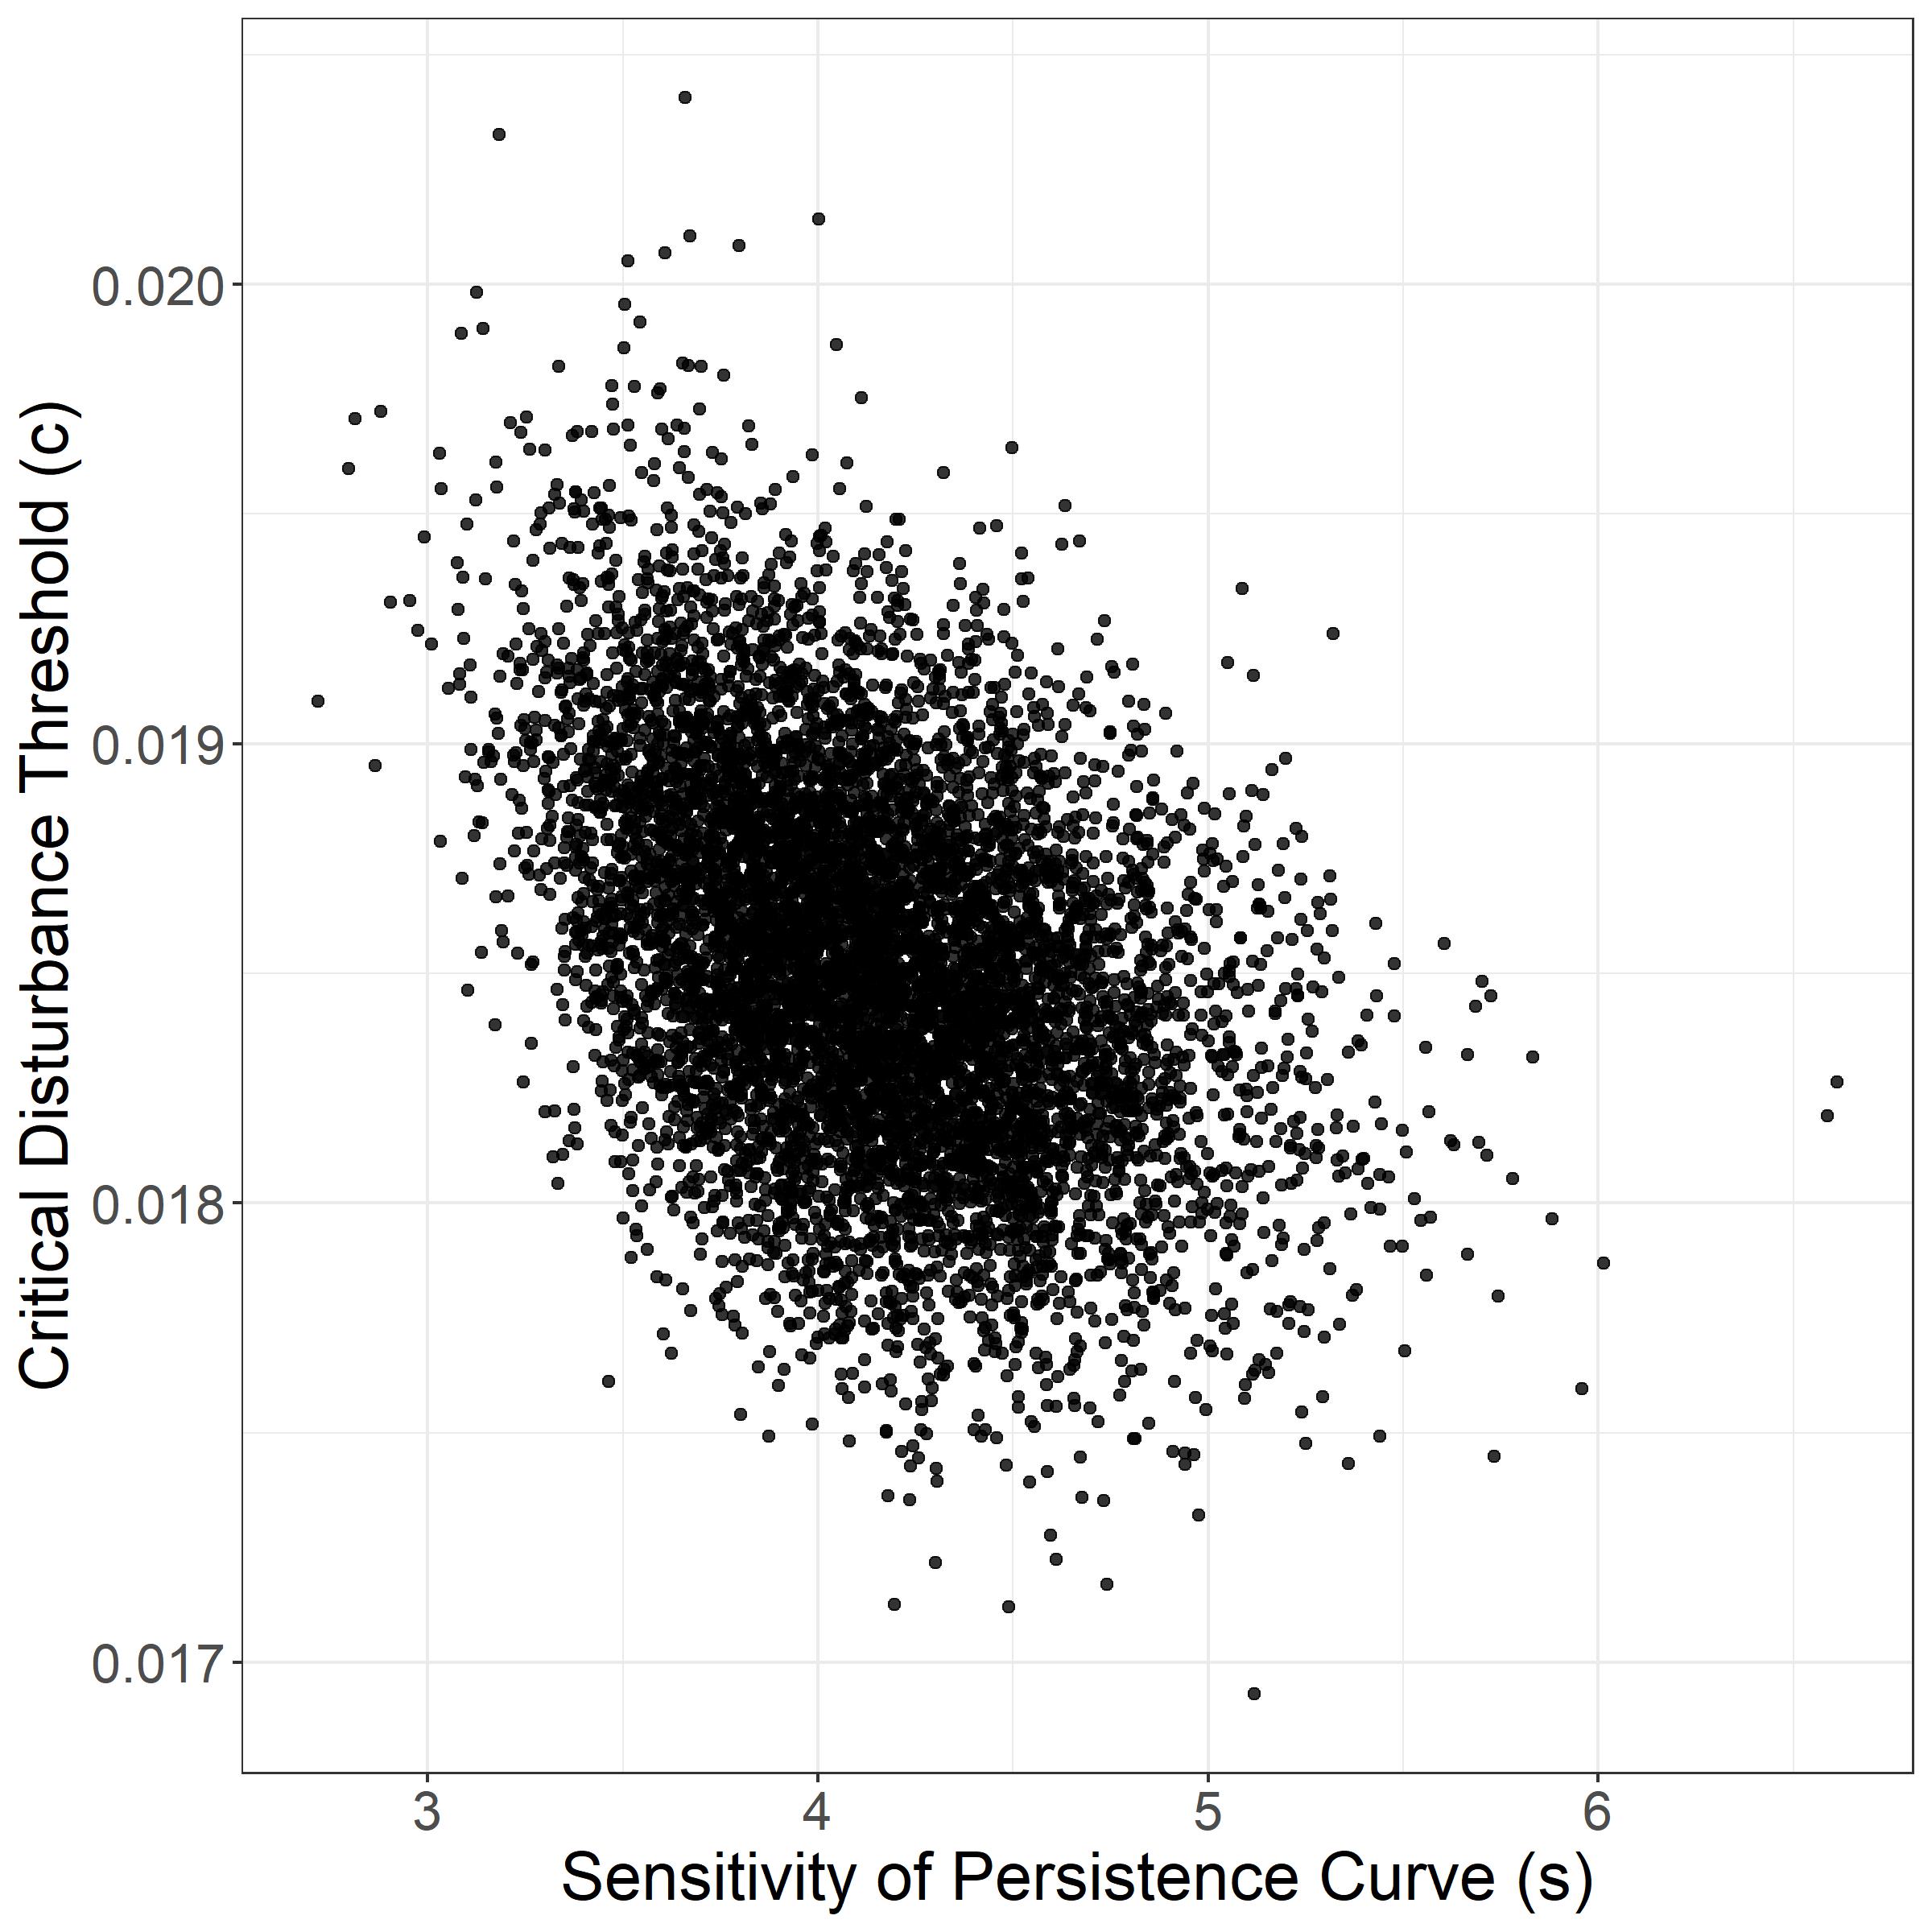 Critical Disturbance Threshold (c)
0.020
0.019
0.018
0.017
3 4 5 6
Sensitivity of Persistence Curve (s)